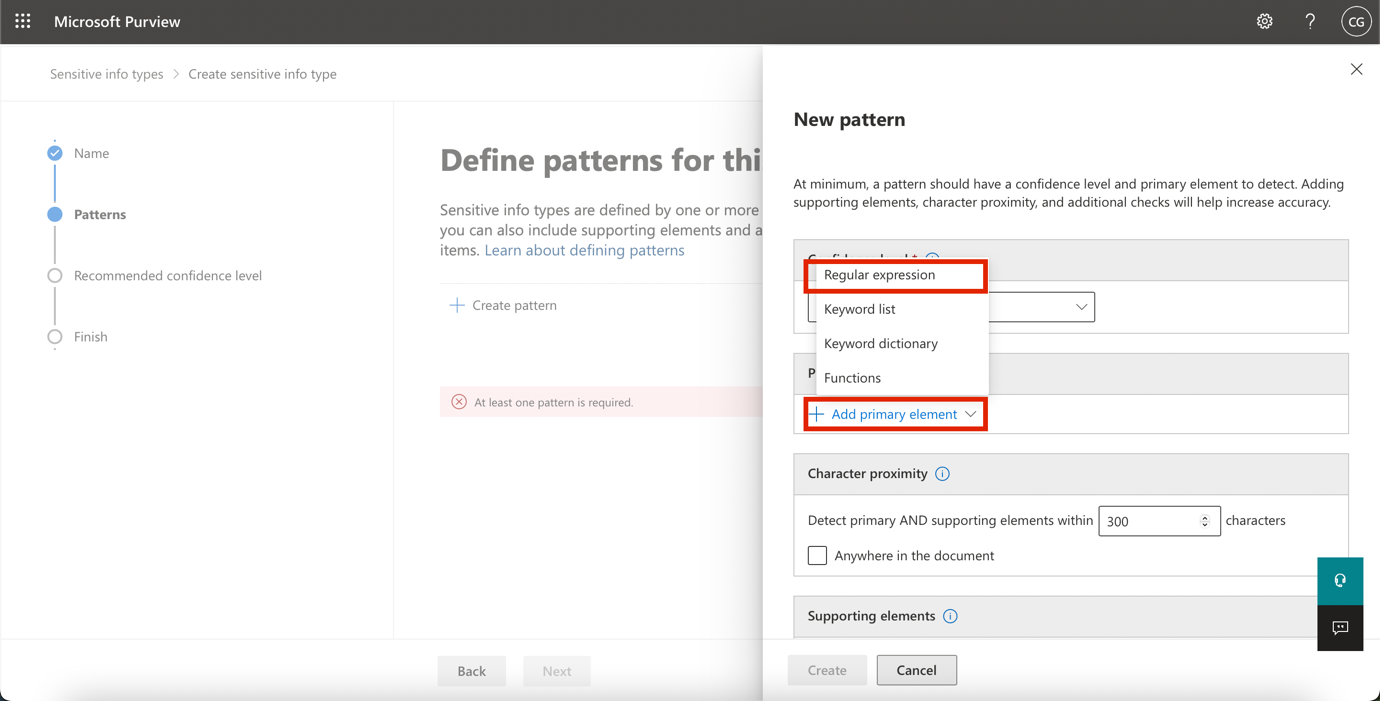 Microsoft Purview
CG
Sensitive info types > Create sensitive info type
Name
Patterns
Recommended confidence level
Finish
Define patterns for thi
Sensitive info types are defined by one or more
you can also include supporting elements and a
items. Learn about defining patterns
Create pattern
At least one pattern is required.
Back
Next
New pattern
At minimum, a pattern should have a confidence level and primary element to detect. Adding
supporting elements, character proximity, and additional checks will help increase accuracy.
Regular expression
Keyword list
Keyword dictionary
Functions
P
Add primary element
Character proximity
Detect primary AND supporting elements within 300 characters
Anywhere in the document
Supporting elements
Create
Cancel